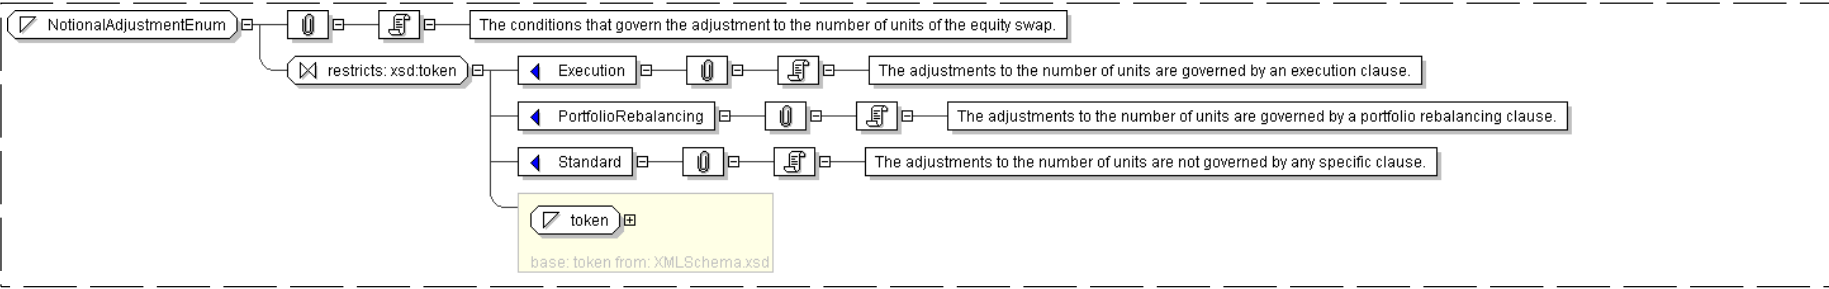 NotionalAdjustmentEnum The conditions that govern the adjustment to the number of units of the equity swap.
restricts: xsd:token Execution The adjustments to the number of units are governed by an execution clause.
PortfolioRebalancing The adjustments to the number of units are governed by a portfolio rebalancing clause.
Standard The adjustments to the number of units are not governed by any specific clause.
token
base: token from: XMLSchema.xsd